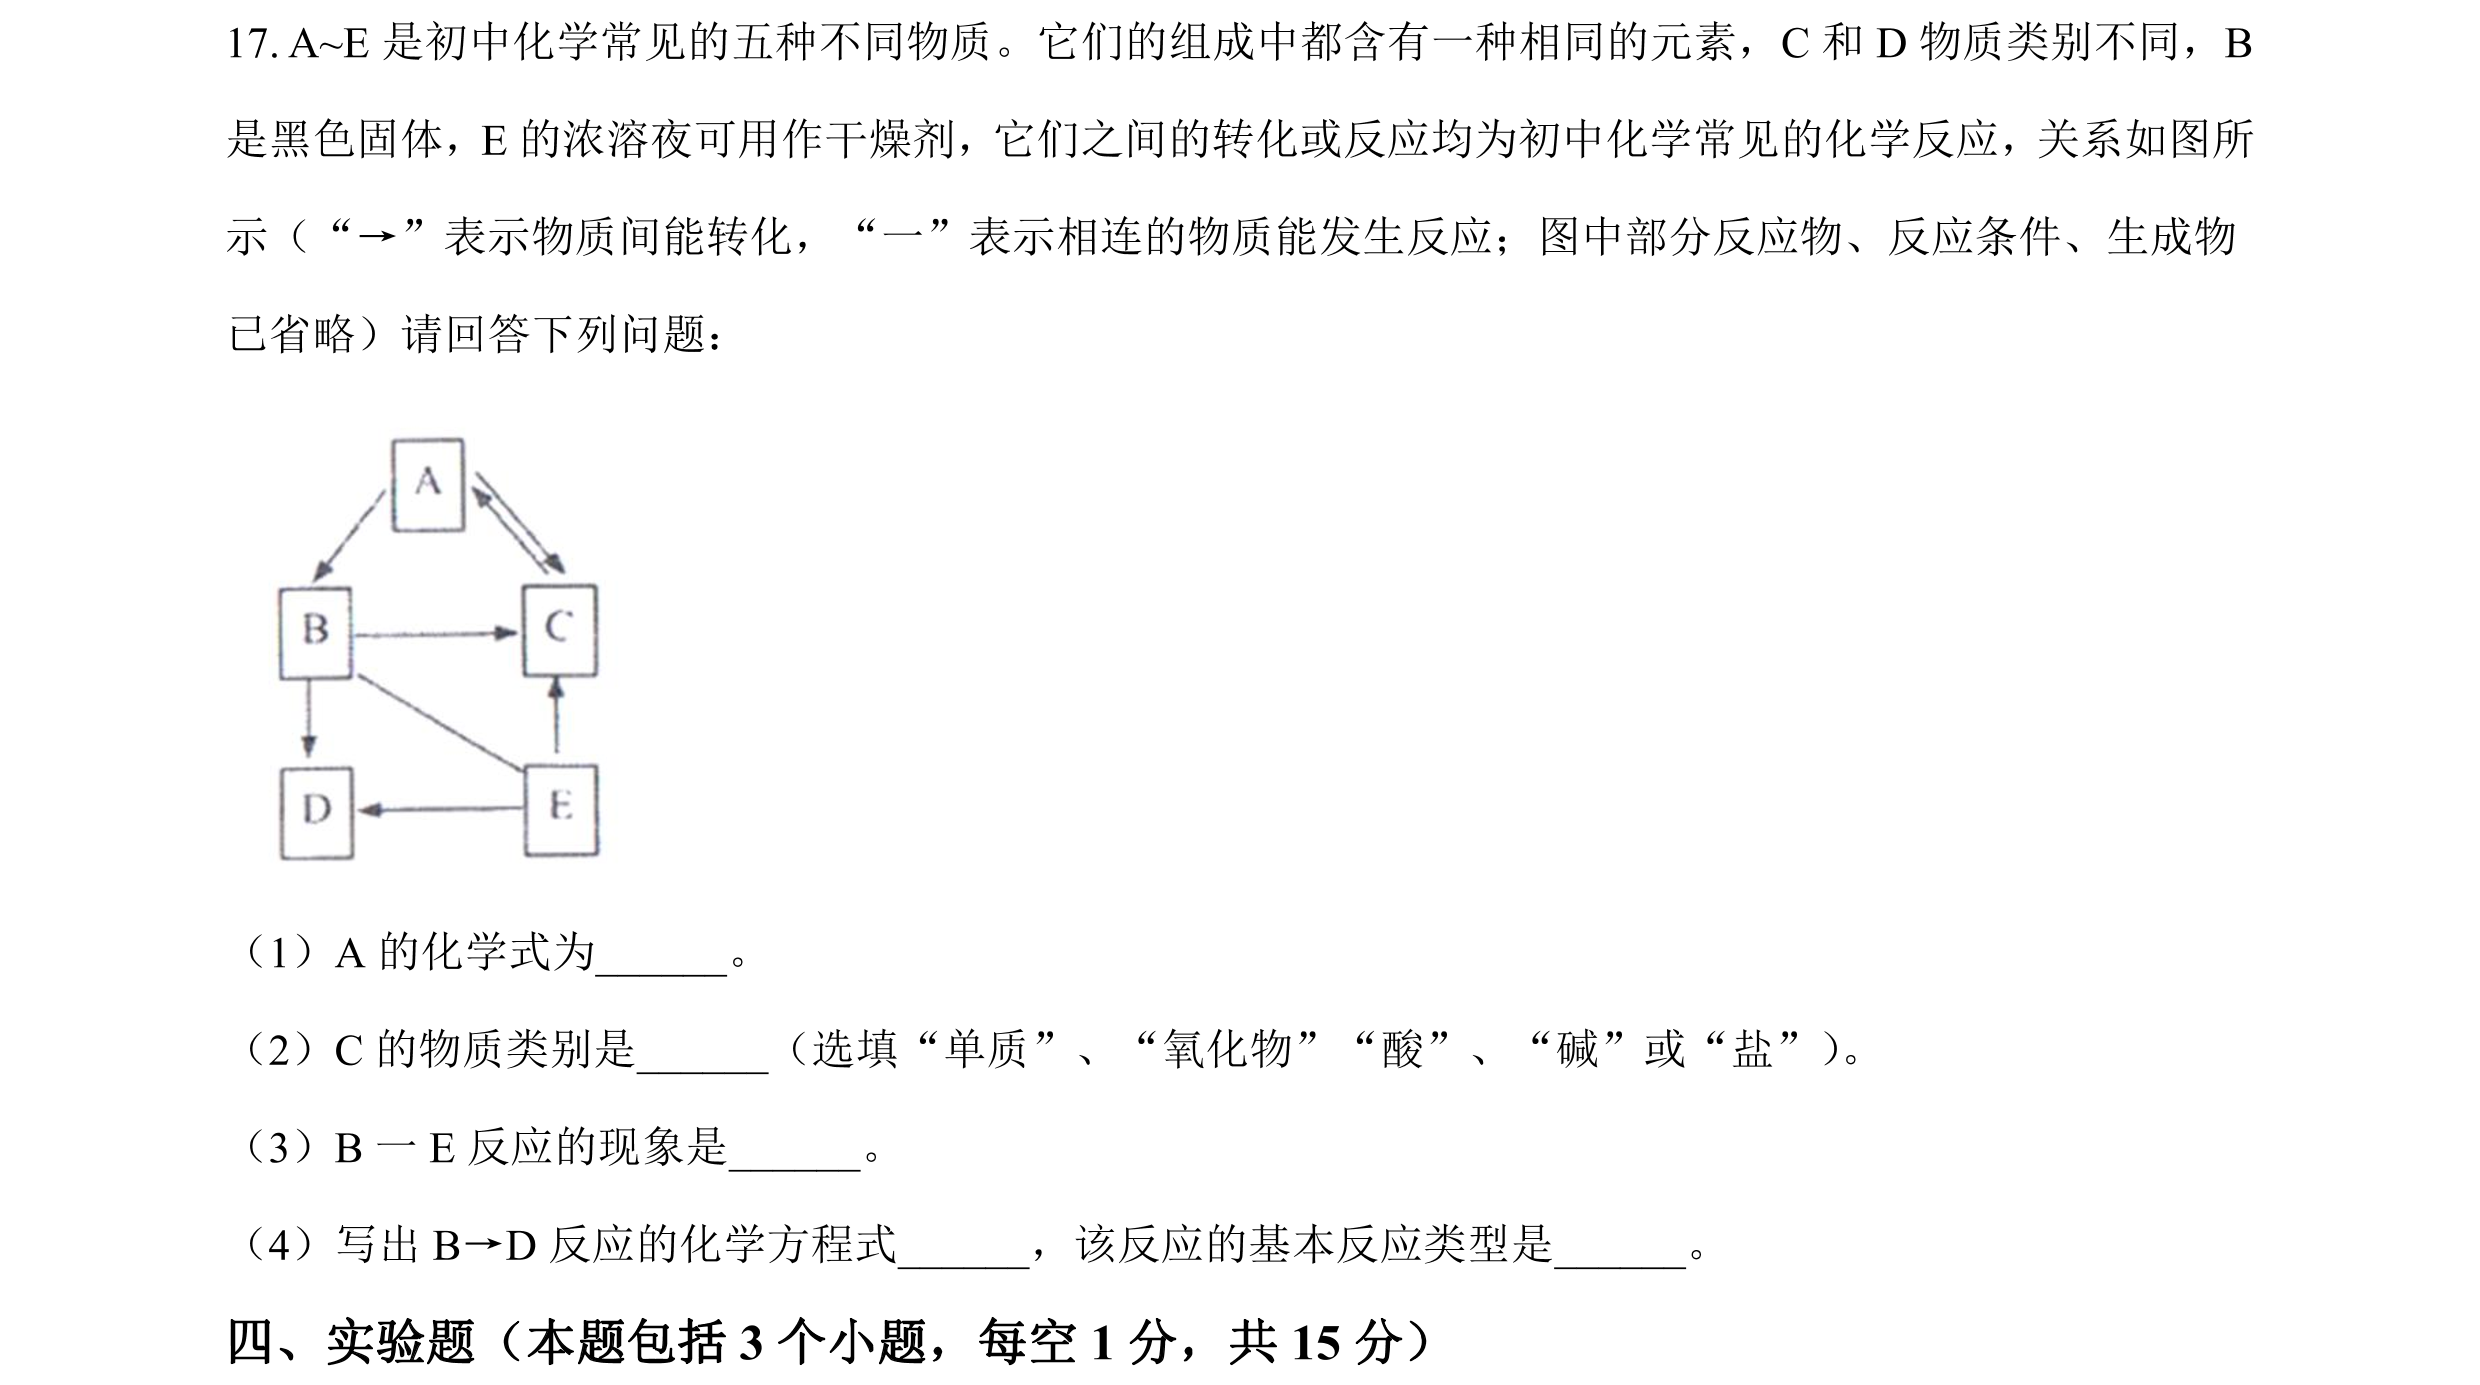 17. A~E 是初中化学常见的五种不同物质。它们的组成中都含有一种相同的元素，C 和 D 物质类别不同，B
是黑色固体，E 的浓溶夜可用作干燥剂，它们之间的转化或反应均为初中化学常见的化学反应，关系如图所
示（“→”表示物质间能转化，“一”表示相连的物质能发生反应；图中部分反应物、反应条件、生成物
已省略）请回答下列问题：
A
B
C
D
E
（1）A 的化学式为______。
（2）C 的物质类别是______（选填“单质”、“氧化物”“酸”、“碱”或“盐”）。
（3）B 一 E 反应的现象是______。
（4）写出 B→D 反应的化学方程式______，该反应的基本反应类型是______。
四、实验题（本题包括 3 个小题，每空 1 分，共 15 分）